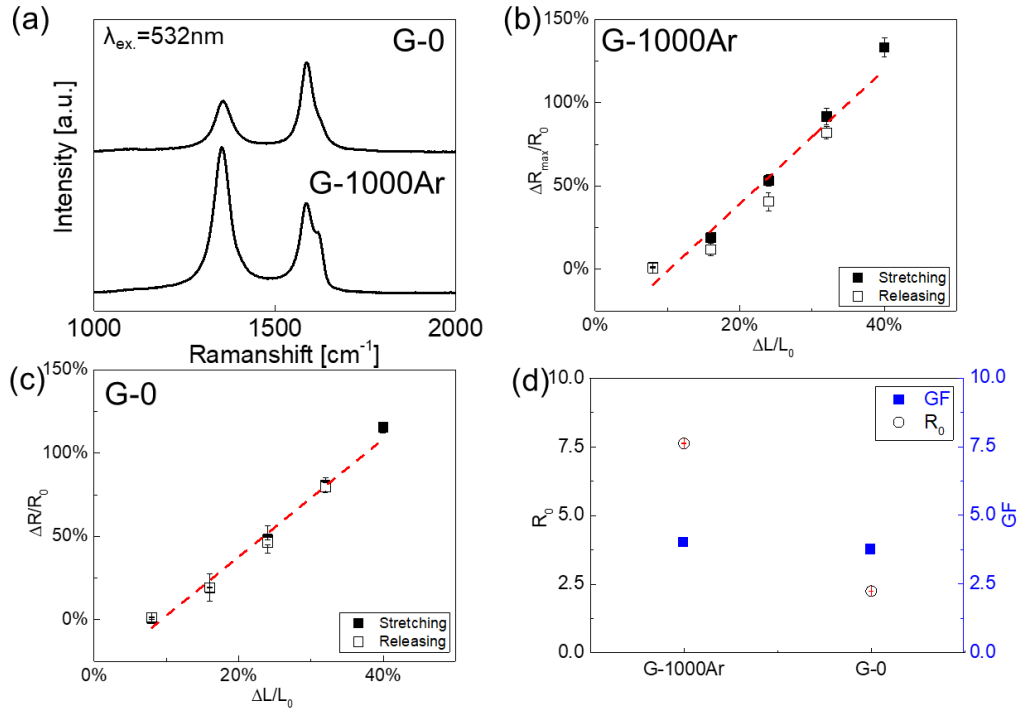 (a)
λex.=532nm
G-0
G-1000Ar
Intensity [a.u.]
1000
1500
2000
Ramanshift [cm-1]
(b)
G-1000Ar
150%
100%
50%
0%
ΔRmax/R0
Stretching
Releasing
0%
20%
40%
ΔL/L0
(c)
G-0
150%
100%
50%
0%
ΔR/R0
Stretching
Releasing
0%
20%
40%
ΔL/L0
(d)
10.0
7.5
5.0
2.5
0.0
R0
GF
R0
10.0
7.5
5.0
2.5
0.0
GF
G-1000Ar
G-0